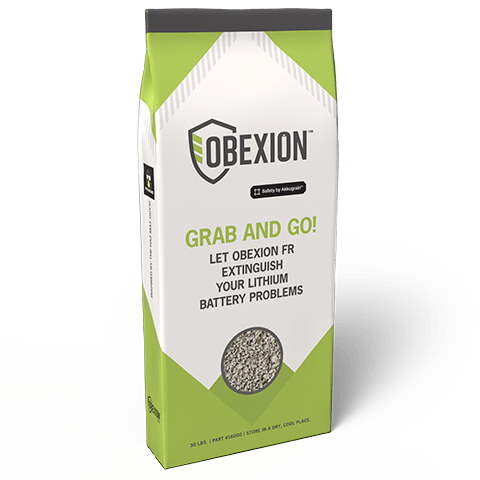 OBEXION™
Safety by Akkugrain™
GRAB AND GO!
LET OBEXION FR
EXTINGUISH
YOUR LITHIUM
BATTERY PROBLEMS
30 LBS. | PART #16050 | STORE IN A DRY, COOL PLACE.
OBEXION